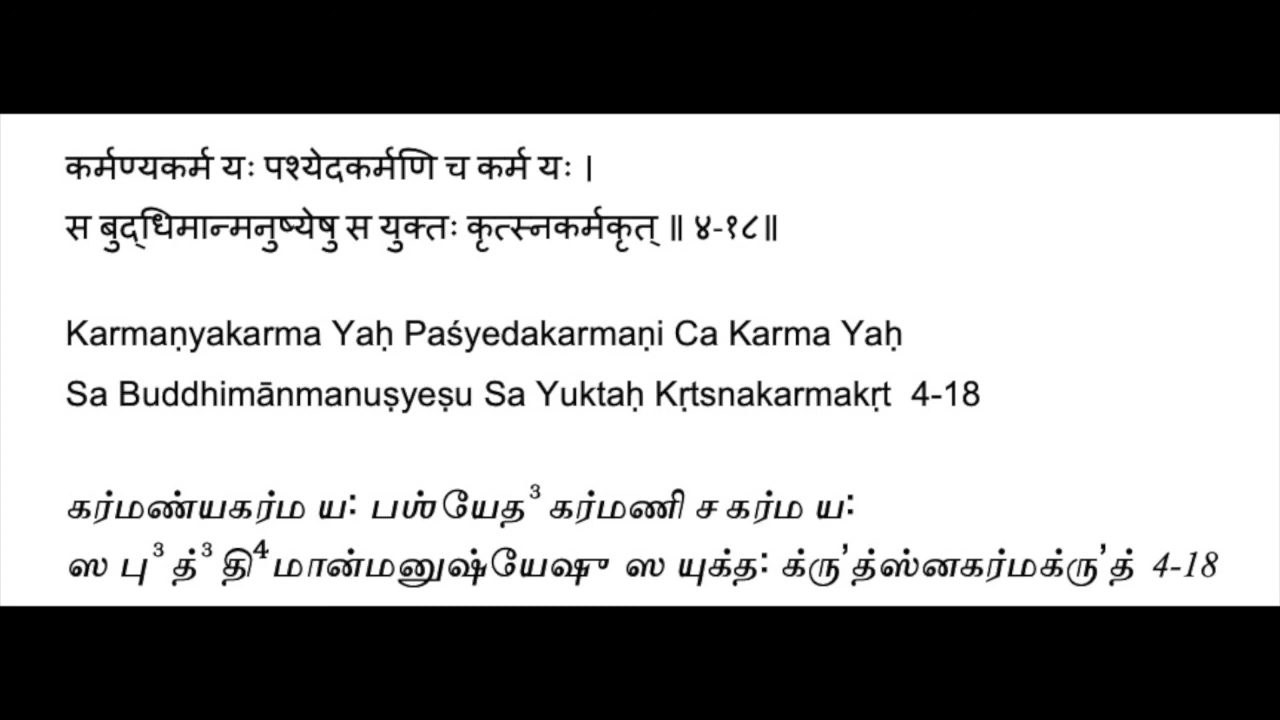 कर्मण्यकर्म यः पश्येदकर्मणि च कर्म यः ।
स बुद्‌धिमान्मनुष्येषु स युक्तः कृत्स्नकर्मकृत् ॥ ४-१८॥
Karmaṇyakarma Yaḥ Paśyedakarmaṇi Ca Karma Yaḥ
Sa Buddhimānmanuṣyeṣu Sa Yuktaḥ Kṛtsnakarmakṛt 4-18
கர்மண்யகர்ம ய: பஶ்யேத³கர்மணி ச கர்ம ய:
ஸ பு³த்³தி⁴மான்மனுஷ்யேஷு ஸ யுக்த: க்ரு’த்ஸ்னகர்மக்ரு’த் 4-18